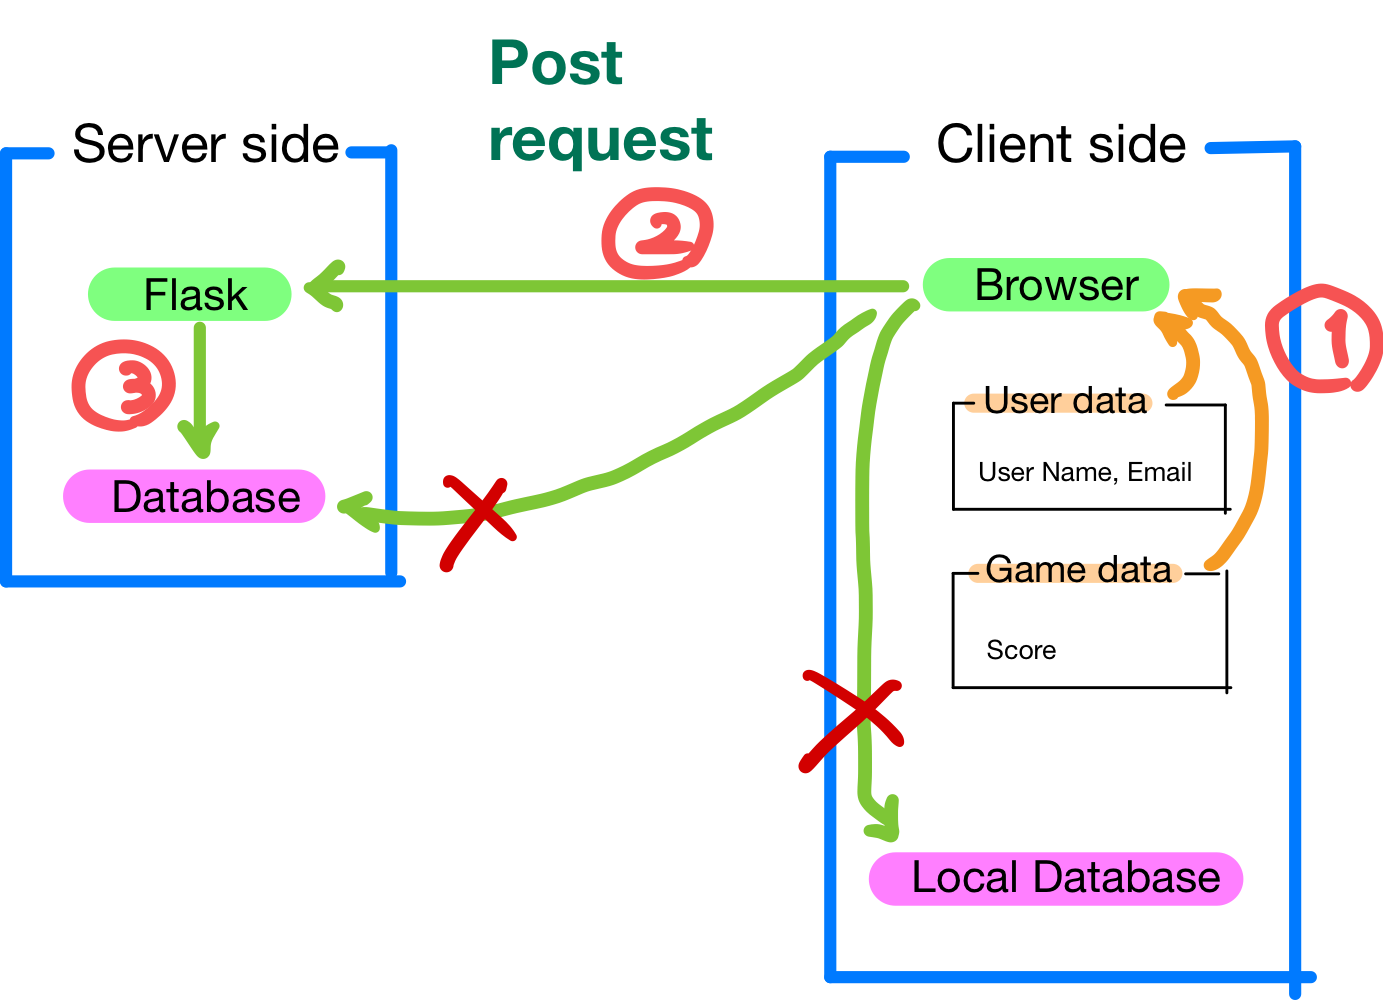 Post
request
Server side
Client side
2
Flask
Browser
1
3
User data
User Name, Email
Database
Game data
Score
Local Database